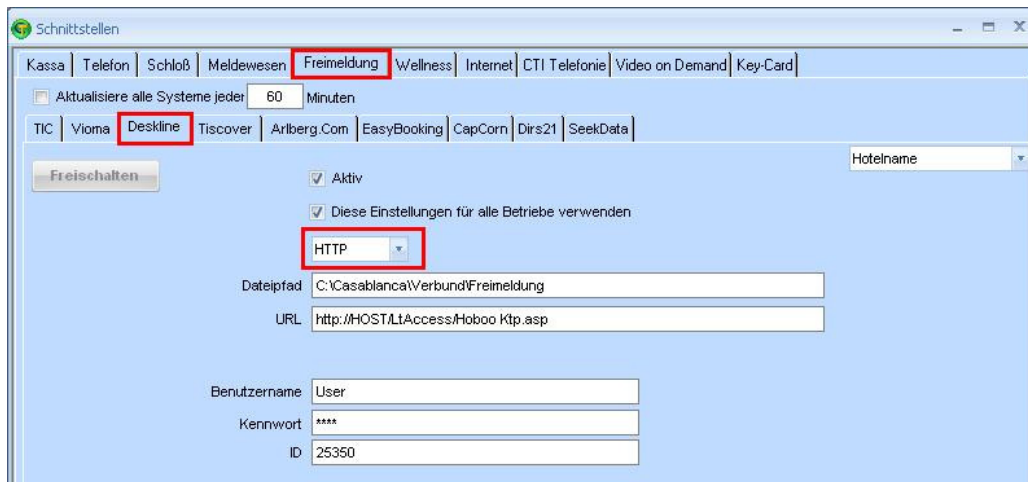 Schnittstellen
Kassa Telefon Schloß Meldewesen Freimeldung Wellness Internet CTI Telefonie Video on Demand Key-Card
Aktualisiere alle Systeme jeder 60 Minuten
TIC Vioma Deskline Tiscover Arlberg.Com EasyBooking CapCorn Dirs21 SeekData
Hotelname
Freischalten Aktiv
Diese Einstellungen für alle Betriebe verwenden
HTTP
Dateipfad C:\Casablanca\Verbund\Freimeldung
URL http://HOST/LtAccess/Hoboo Ktp.asp
Benutzername User
Kennwort ****
ID 25350